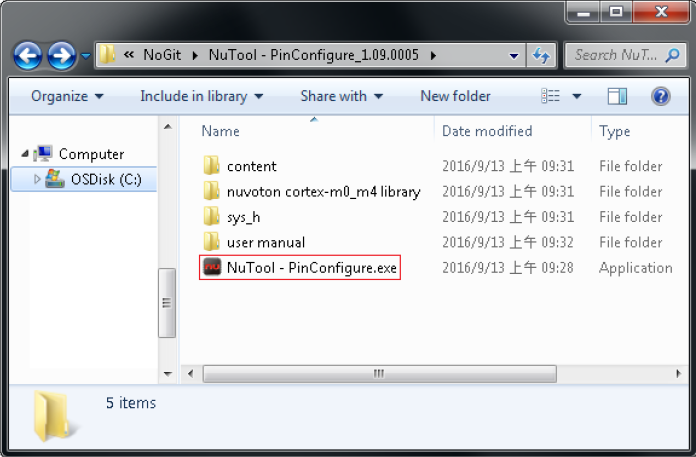 « NoGit ▸ NuTool - PinConfigure_1.09.0005 ▸ Search NuT...
Organize ▼ Include in library ▼ Share with ▼ New folder
Name Date modified Type
Computer
OSDisk (C:)
content 2016/9/13 上午 09:31 File folder
nuvoton cortex-m0_m4 library 2016/9/13 上午 09:31 File folder
sys_h 2016/9/13 上午 09:31 File folder
user manual 2016/9/13 上午 09:32 File folder
NuTool - PinConfigure.exe 2016/9/13 上午 09:28 Application
5 items